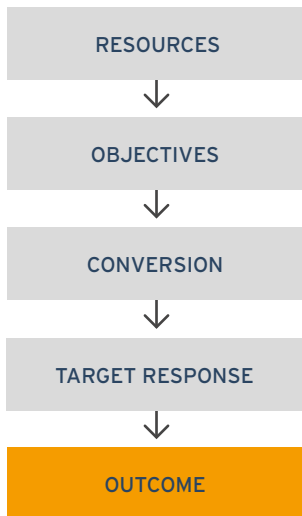 RESOURCES
OBJECTIVES
CONVERSION
TARGET RESPONSE
OUTCOME